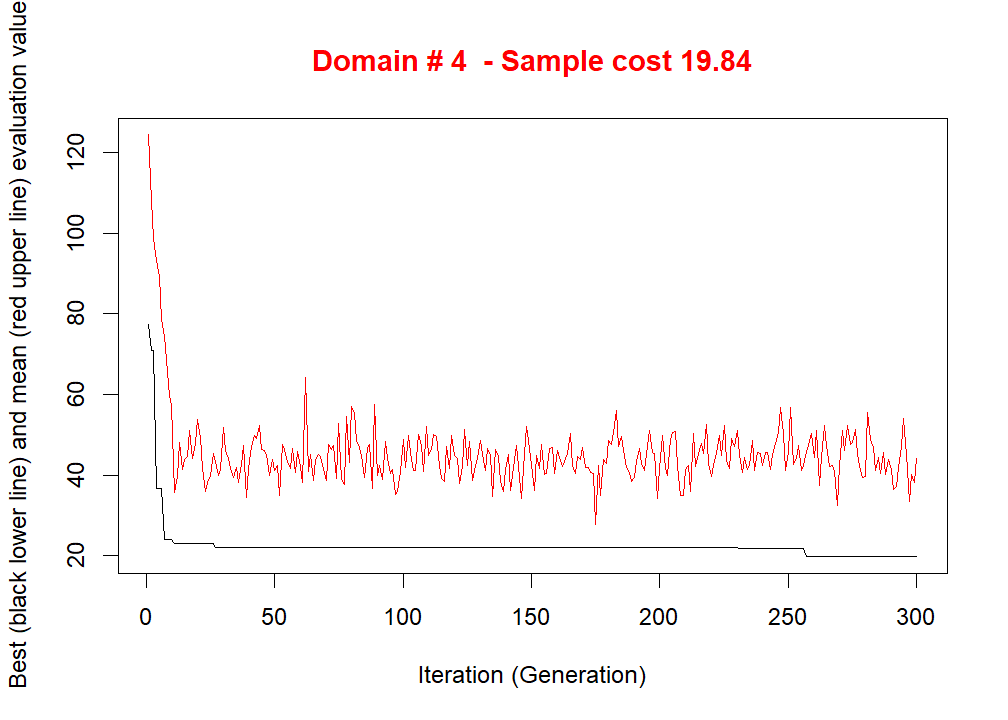 Domain # 4 - Sample cost 19.84
Best (black lower line) and mean (red upper line) evaluation value
120
100
80
60
40
20
0 50 100 150 200 250 300
Iteration (Generation)